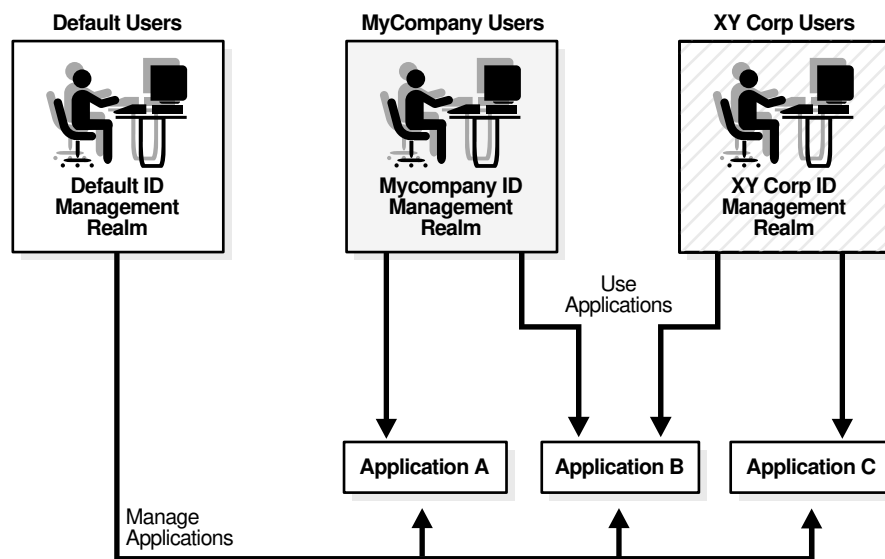 Default Users
MyCompany Users
XY Corp Users
Default ID
Management
Realm
Mycompany ID
Management
Realm
XY Corp ID
Management
Realm
Use
Applications
Application A
Application B
Application C
Manage
Applications